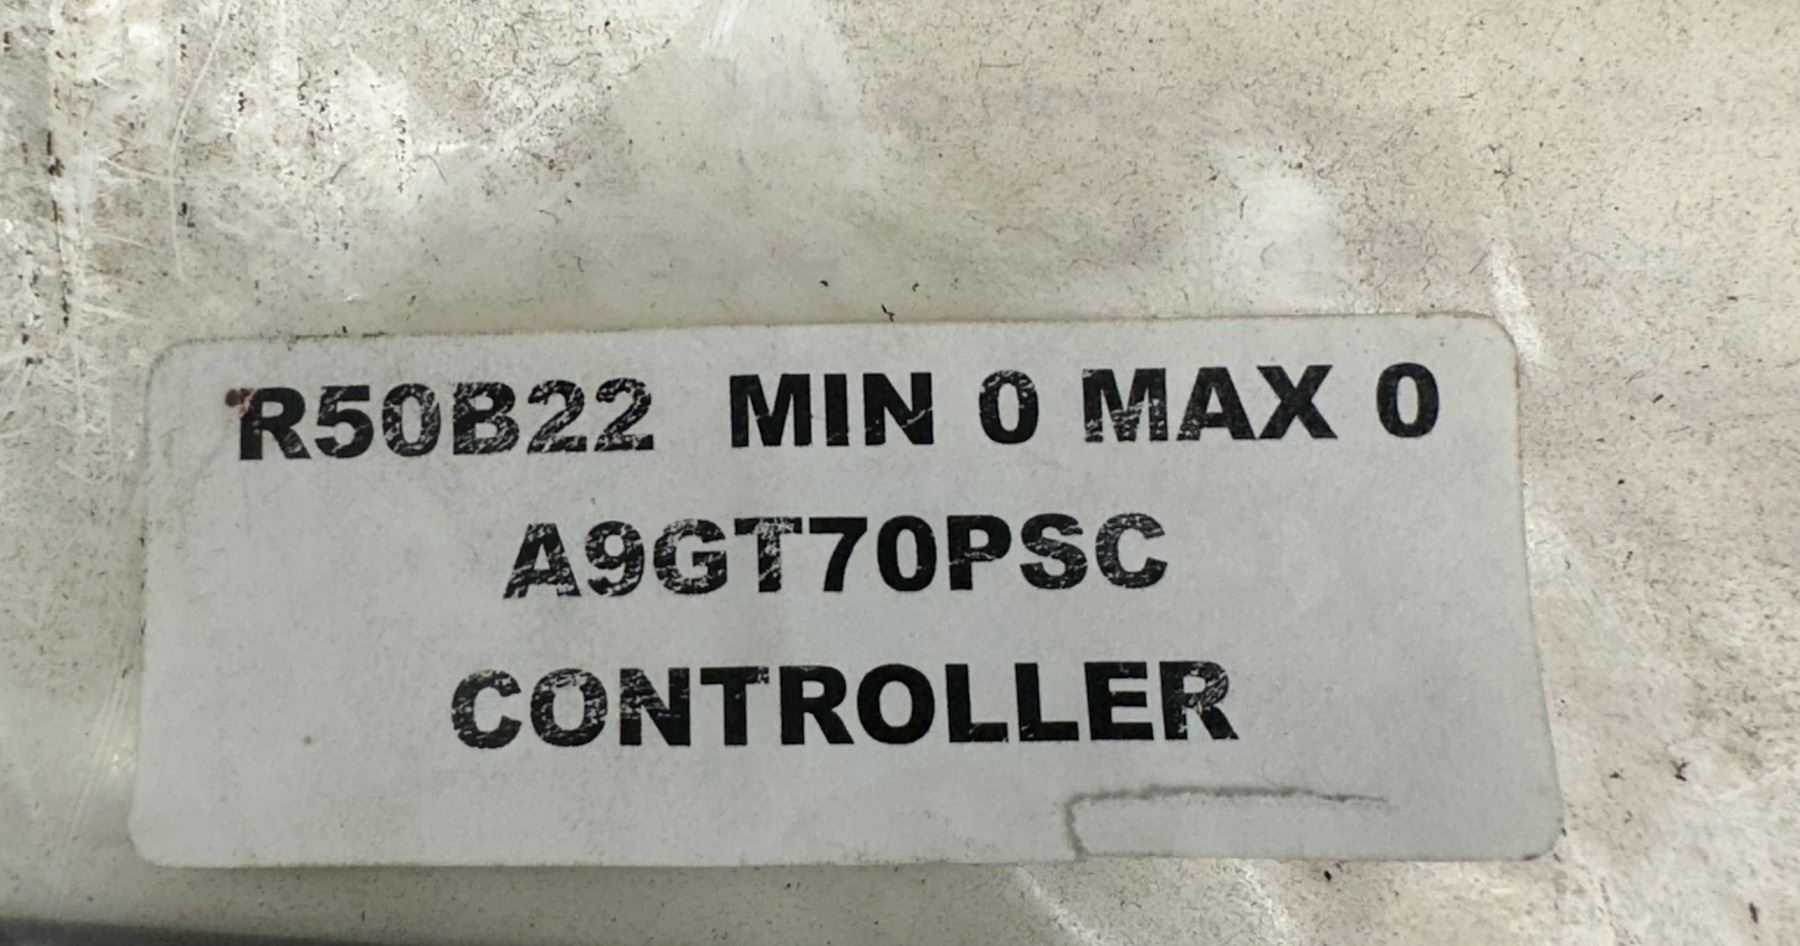 R50B22 MIN 0 MAX 0
A9GT70PSC
CONTROLLER